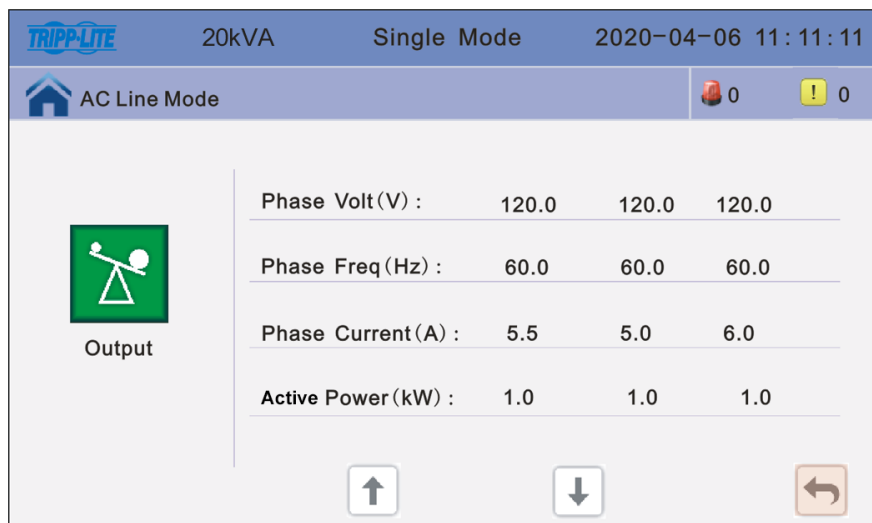 TRIPP·LITE 20kVA Single Mode 2020-04-06 11:11:11
AC Line Mode 0 ! 0
Phase Volt(V): 120.0 120.0 120.0
Phase Freq(Hz): 60.0 60.0 60.0
Phase Current(A): 5.5 5.0 6.0
Output
Active Power(kW): 1.0 1.0 1.0